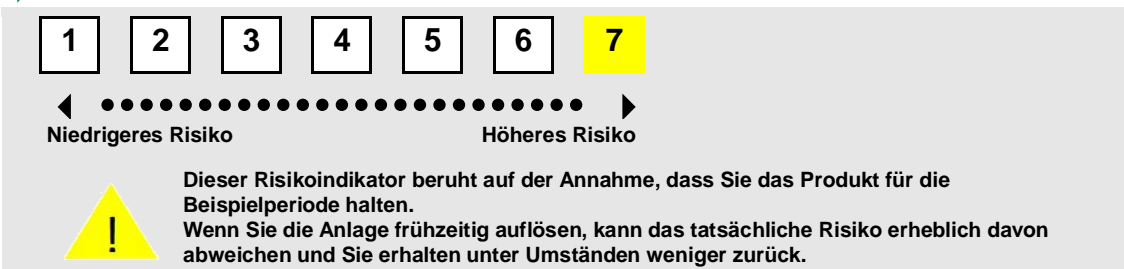 1 2 3 4 5 6 7
Niedrigeres Risiko Höheres Risiko
Dieser Risikoindikator beruht auf der Annahme, dass Sie das Produkt für die
Beispielperiode halten.
! Wenn Sie die Anlage frühzeitig auflösen, kann das tatsächliche Risiko erheblich davon
abweichen und Sie erhalten unter Umständen weniger zurück.